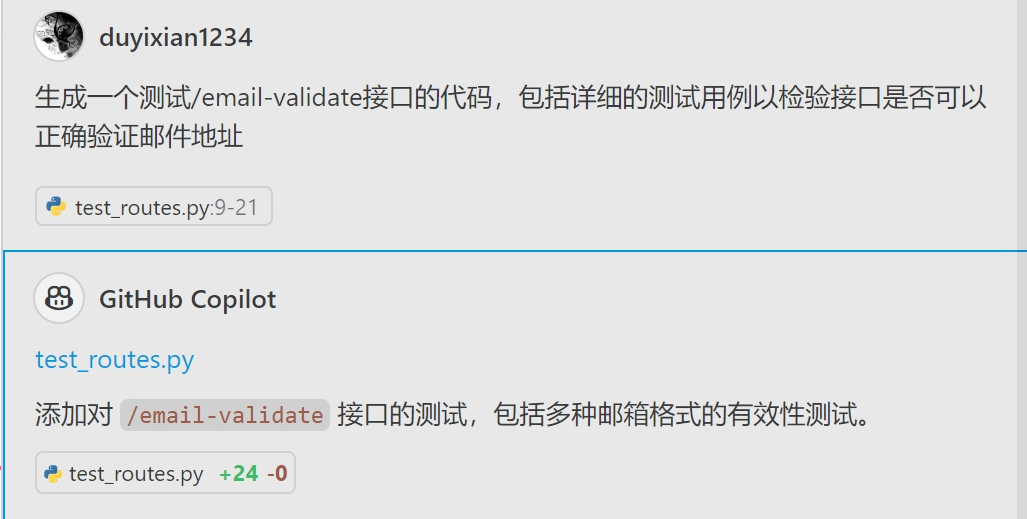 duyixian1234
生成一个测试/email-validate接口的代码，包括详细的测试用例以检验接口是否可以
正确验证邮件地址
test_routes.py:9-21
GitHub Copilot
test_routes.py
添加对 /email-validate 接口的测试，包括多种邮箱格式的有效性测试。
test_routes.py +24 -0